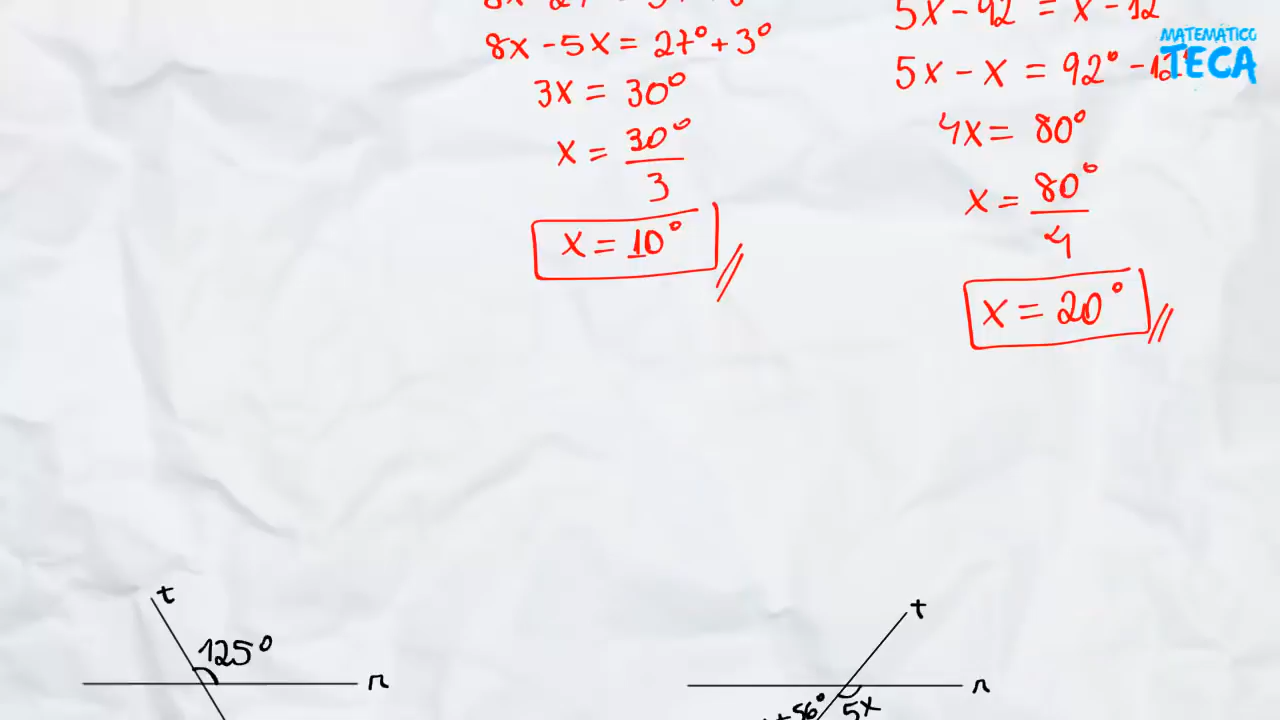 8x - 5x = 27° + 3°
3x = 30°
x = 30°
3
x = 10°
5x - 92° = x - 12°
5x - x = 92° - 12°
4x = 80°
x = 80°
4
x = 20°
MATEMÁTICO
TECA
t
125°
r
t
r
+ 56°
5x